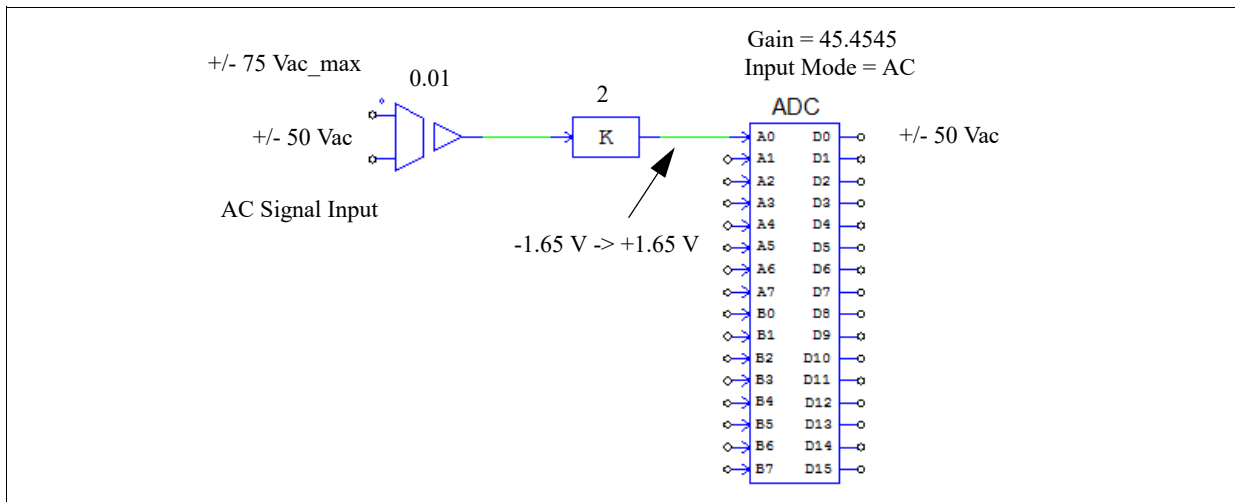 Gain = 45.4545
+/- 75 Vac_max
Input Mode = AC
0.01
2
ADC
+/- 50 Vac
K
A0 D0
+/- 50 Vac
A1 D1
A2 D2
A3 D3
AC Signal Input
A4 D4
-1.65 V -> +1.65 V
A5 D5
A6 D6
A7 D7
B0 D8
B1 D9
B2 D10
B3 D11
B4 D12
B5 D13
B6 D14
B7 D15